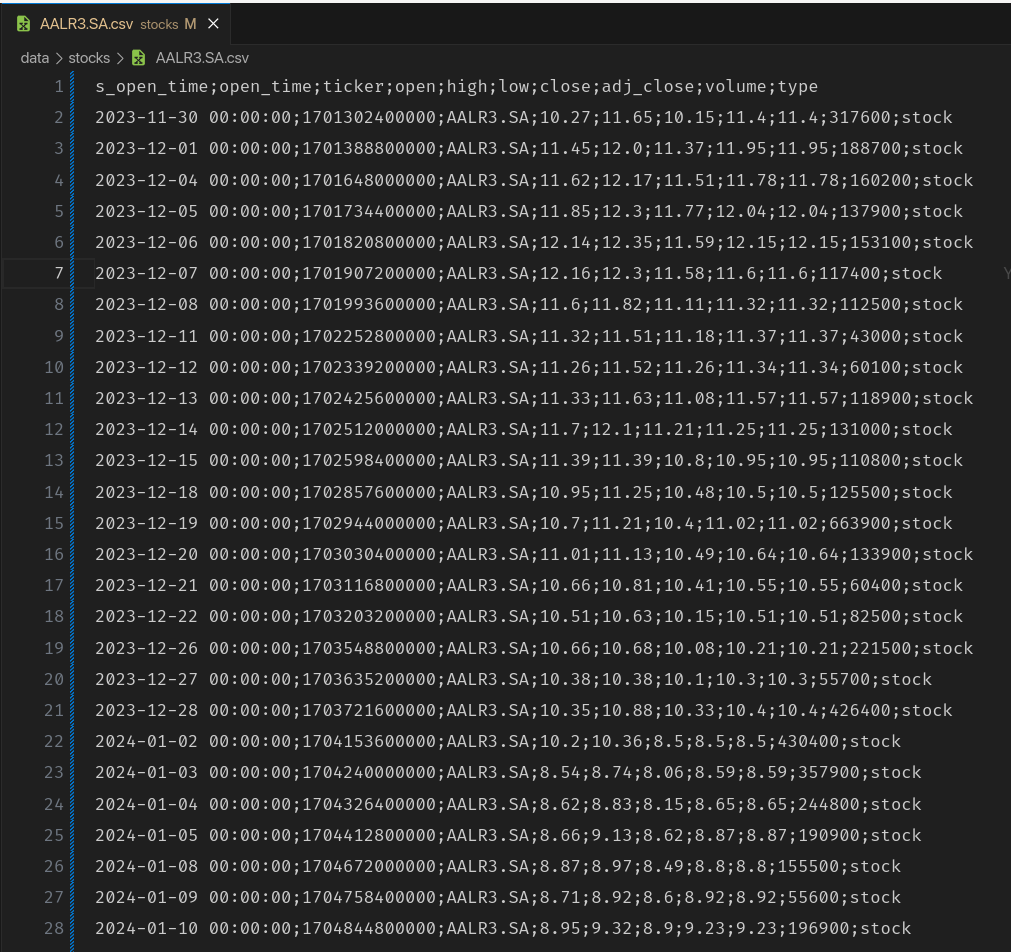 AALR3.SA.csv stocks M
data > stocks > AALR3.SA.csv
1 s_open_time;open_time;ticker;open;high;low;close;adj_close;volume;type
2 2023-11-30 00:00:00;1701302400000;AALR3.SA;10.27;11.65;10.15;11.4;11.4;317600;stock
3 2023-12-01 00:00:00;1701388800000;AALR3.SA;11.45;12.0;11.37;11.95;11.95;188700;stock
4 2023-12-04 00:00:00;1701648000000;AALR3.SA;11.62;12.17;11.51;11.78;11.78;160200;stock
5 2023-12-05 00:00:00;1701734400000;AALR3.SA;11.85;12.3;11.77;12.04;12.04;137900;stock
6 2023-12-06 00:00:00;1701820800000;AALR3.SA;12.14;12.35;11.59;12.15;12.15;153100;stock
7 2023-12-07 00:00:00;1701907200000;AALR3.SA;12.16;12.3;11.58;11.6;11.6;117400;stock
8 2023-12-08 00:00:00;1701993600000;AALR3.SA;11.6;11.82;11.11;11.32;11.32;112500;stock
9 2023-12-11 00:00:00;1702252800000;AALR3.SA;11.32;11.51;11.18;11.37;11.37;43000;stock
10 2023-12-12 00:00:00;1702339200000;AALR3.SA;11.26;11.52;11.26;11.34;11.34;60100;stock
11 2023-12-13 00:00:00;1702425600000;AALR3.SA;11.33;11.63;11.08;11.57;11.57;118900;stock
12 2023-12-14 00:00:00;1702512000000;AALR3.SA;11.7;12.1;11.21;11.25;11.25;131000;stock
13 2023-12-15 00:00:00;1702598400000;AALR3.SA;11.39;11.39;10.8;10.95;10.95;110800;stock
14 2023-12-18 00:00:00;1702857600000;AALR3.SA;10.95;11.25;10.48;10.5;10.5;125500;stock
15 2023-12-19 00:00:00;1702944000000;AALR3.SA;10.7;11.21;10.4;11.02;11.02;663900;stock
16 2023-12-20 00:00:00;1703030400000;AALR3.SA;11.01;11.13;10.49;10.64;10.64;133900;stock
17 2023-12-21 00:00:00;1703116800000;AALR3.SA;10.66;10.81;10.41;10.55;10.55;60400;stock
18 2023-12-22 00:00:00;1703203200000;AALR3.SA;10.51;10.63;10.15;10.51;10.51;82500;stock
19 2023-12-26 00:00:00;1703548800000;AALR3.SA;10.66;10.68;10.08;10.21;10.21;221500;stock
20 2023-12-27 00:00:00;1703635200000;AALR3.SA;10.38;10.38;10.1;10.3;10.3;55700;stock
21 2023-12-28 00:00:00;1703721600000;AALR3.SA;10.35;10.88;10.33;10.4;10.4;426400;stock
22 2024-01-02 00:00:00;1704153600000;AALR3.SA;10.2;10.36;8.5;8.5;8.5;430400;stock
23 2024-01-03 00:00:00;1704240000000;AALR3.SA;8.54;8.74;8.06;8.59;8.59;357900;stock
24 2024-01-04 00:00:00;1704326400000;AALR3.SA;8.62;8.83;8.15;8.65;8.65;244800;stock
25 2024-01-05 00:00:00;1704412800000;AALR3.SA;8.66;9.13;8.62;8.87;8.87;190900;stock
26 2024-01-08 00:00:00;1704672000000;AALR3.SA;8.87;8.97;8.49;8.8;8.8;155500;stock
27 2024-01-09 00:00:00;1704758400000;AALR3.SA;8.71;8.92;8.6;8.92;8.92;55600;stock
28 2024-01-10 00:00:00;1704844800000;AALR3.SA;8.95;9.32;8.9;9.23;9.23;196900;stock